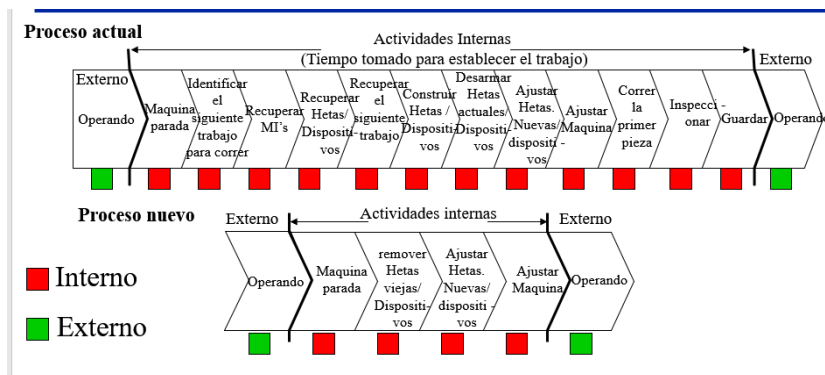 Proceso actual
Actividades Internas
(Tiempo tomado para establecer el trabajo)
Externo
Operando
Maquina
parada
Identificar
el
siguiente
trabajo
para correr
Recuperar
MI's
Recuperar
Hetas/
Dispositi-
vos
Recuperar
el
siguiente
trabajo
Construir
Hetas /
Dispositi-
vos
Desarmar
Hetas
actuales/
Dispositi-
vos
Ajustar
Hetas.
Nuevas/
dispositi -
vos
Ajustar
Maquina
Correr
la
primer
pieza
Inspecci -
onar
Guardar
Externo
Operando
Proceso nuevo
Externo
Actividades internas
Externo
Operando
Maquina
parada
remover
Hetas
viejas/
Dispositi-
vos
Ajustar
Hetas.
Nuevas/
dispositi -
vos
Ajustar
Maquina
Operando
Interno
Externo